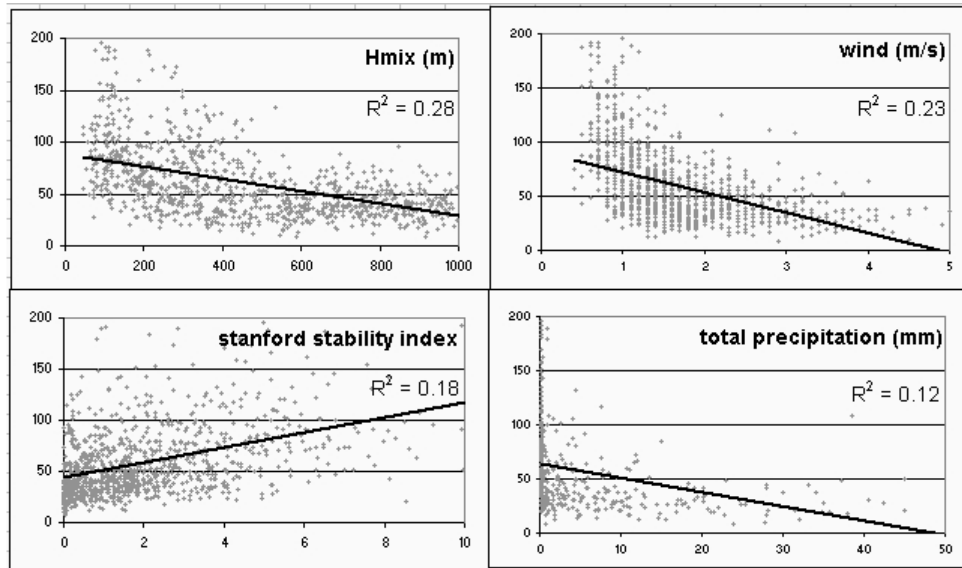 Hmix (m)
R² = 0.28
200
150
100
50
0
0 200 400 600 800 1000
wind (m/s)
R² = 0.23
200
150
100
50
0
0 1 2 3 4 5
stanford stability index
R² = 0.18
200
150
100
50
0
0 2 4 6 8 10
total precipitation (mm)
R² = 0.12
200
150
100
50
0
0 10 20 30 40 50